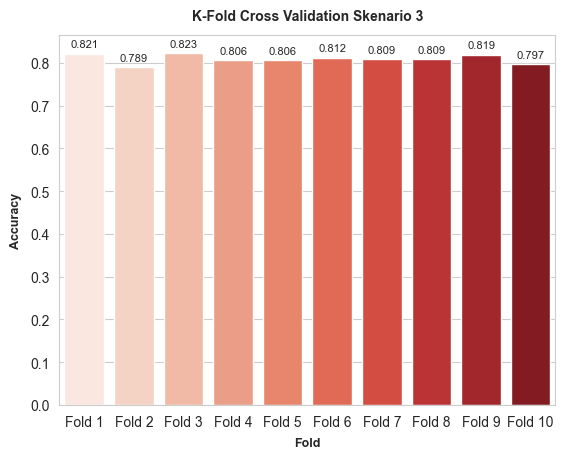 K-Fold Cross Validation Skenario 3
0.821 0.789 0.823 0.806 0.806 0.812 0.809 0.809 0.819 0.797
0.8
0.7
0.6
0.5
0.4
0.3
0.2
0.1
0.0
Accuracy
Fold 1 Fold 2 Fold 3 Fold 4 Fold 5 Fold 6 Fold 7 Fold 8 Fold 9 Fold 10
Fold